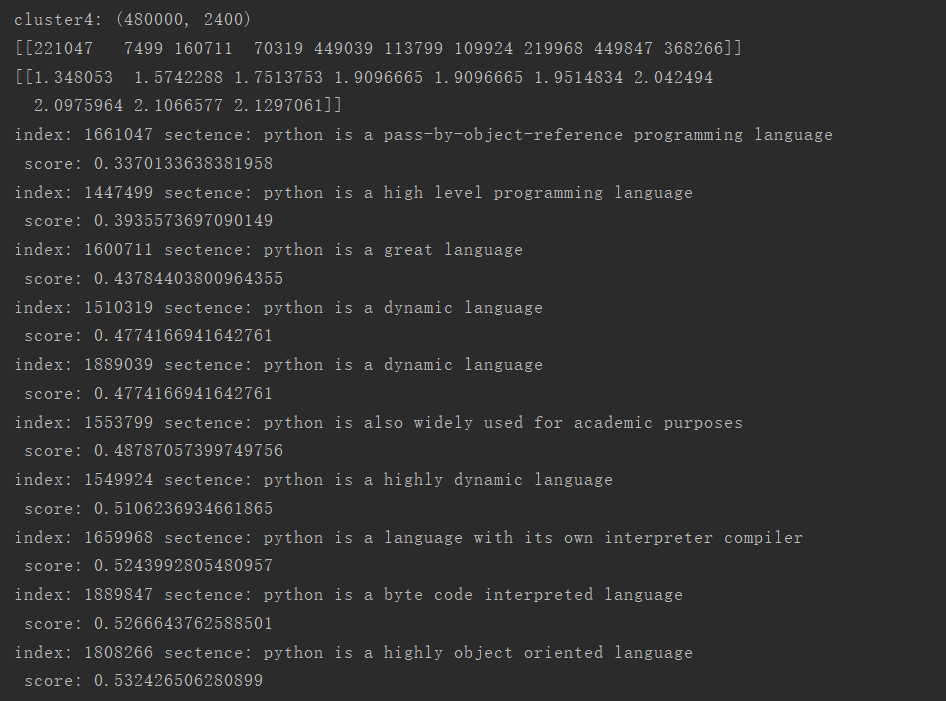 cluster4: (480000, 2400)
[[221047   7499 160711  70319 449039 113799 109924 219968 449847 368266]]
[[1.348053  1.5742288 1.7513753 1.9096665 1.9096665 1.9514834 2.042494
  2.0975964 2.1066577 2.1297061]]
index: 1661047 sectence: python is a pass-by-object-reference programming language
 score: 0.3370133638381958
index: 1447499 sectence: python is a high level programming language
 score: 0.3935573697090149
index: 1600711 sectence: python is a great language
 score: 0.43784403800964355
index: 1510319 sectence: python is a dynamic language
 score: 0.4774166941642761
index: 1889039 sectence: python is a dynamic language
 score: 0.4774166941642761
index: 1553799 sectence: python is also widely used for academic purposes
 score: 0.48787057399749756
index: 1549924 sectence: python is a highly dynamic language
 score: 0.5106236934661865
index: 1659968 sectence: python is a language with its own interpreter compiler
 score: 0.5243992805480957
index: 1889847 sectence: python is a byte code interpreted language
 score: 0.5266643762588501
index: 1808266 sectence: python is a highly object oriented language
 score: 0.532426506280899